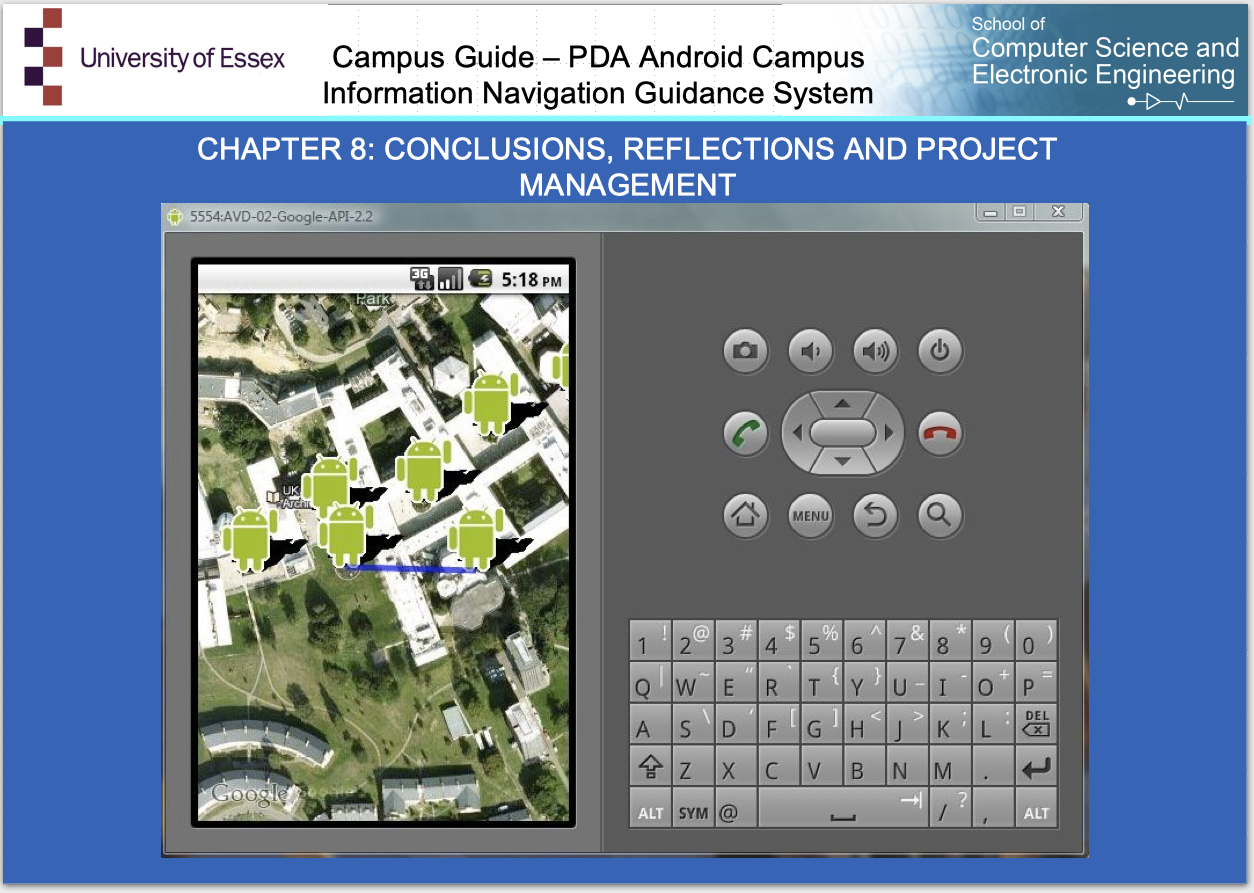 University of Essex
Campus Guide – PDA Android Campus
Information Navigation Guidance System
School of
Computer Science and
Electronic Engineering
CHAPTER 8: CONCLUSIONS, REFLECTIONS AND PROJECT
MANAGEMENT
5554:AVD-02-Google-API-2.2
3G 5:18 PM
Park
UK
Archi
Google
MENU
1 ! 2 @ 3 # 4 $ 5 % 6 ^ 7 & 8 * 9 ( 0 )
Q | W ~ E “ R ` T { Y } U _ I - O + P =
A S \ D ‘ F [ G ] H < J > K ; L : DEL
Z X C V B N M .
ALT SYM @ / ? , ALT